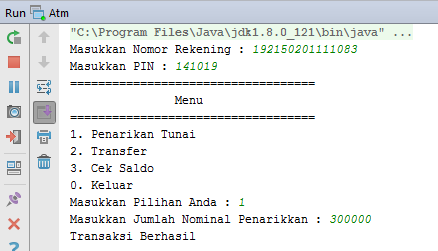 Run Atm
"C:\Program Files\Java\jdk1.8.0_121\bin\java" ...
Masukkan Nomor Rekening : 192150201111083
Masukkan PIN : 141019
===================================
Menu
===================================
1. Penarikan Tunai
2. Transfer
3. Cek Saldo
0. Keluar
Masukkan Pilihan Anda : 1
Masukkan Jumlah Nominal Penarikkan : 300000
Transaksi Berhasil